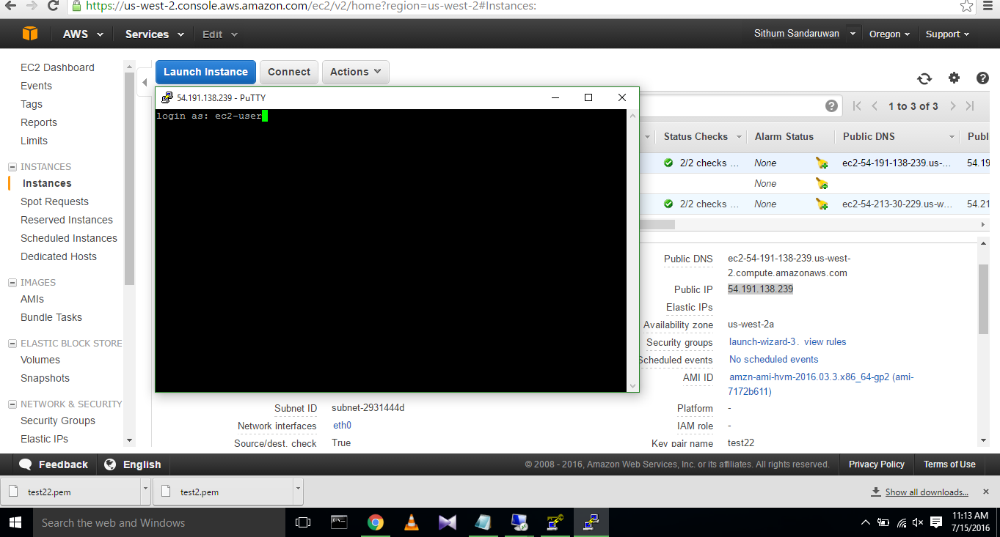 https://us-west-2.console.aws.amazon.com/ec2/v2/home?region=us-west-2#Instances:
AWS Services Edit Sithum Sandaruwan Oregon Support
EC2 Dashboard
Events
Tags
Reports
Limits
INSTANCES
Instances
Spot Requests
Reserved Instances
Scheduled Instances
Dedicated Hosts
IMAGES
AMIs
Bundle Tasks
ELASTIC BLOCK STORE
Volumes
Snapshots
NETWORK & SECURITY
Security Groups
Elastic IPs
Launch Instance Connect Actions
54.191.138.239 - PuTTY
login as: ec2-user
1 to 3 of 3
Status Checks Alarm Status Public DNS Publ
2/2 checks ... None ec2-54-191-138-239.us-... 54.19
None
2/2 checks ... None ec2-54-213-30-229.us-w... 54.21
Public DNS ec2-54-191-138-239.us-west-
2.compute.amazonaws.com
Public IP 54.191.138.239
Elastic IPs
Availability zone us-west-2a
Security groups launch-wizard-3. view rules
Scheduled events No scheduled events
AMI ID amzn-ami-hvm-2016.03.3.x86_64-gp2 (ami-
7172b611)
Subnet ID subnet-2931444d Platform -
Network interfaces eth0 IAM role -
Source/dest. check True Key pair name test22
Feedback English © 2008 - 2016, Amazon Web Services, Inc. or its affiliates. All rights reserved. Privacy Policy Terms of Use
test22.pem test2.pem Show all downloads...
Search the web and Windows
11:13 AM
7/15/2016